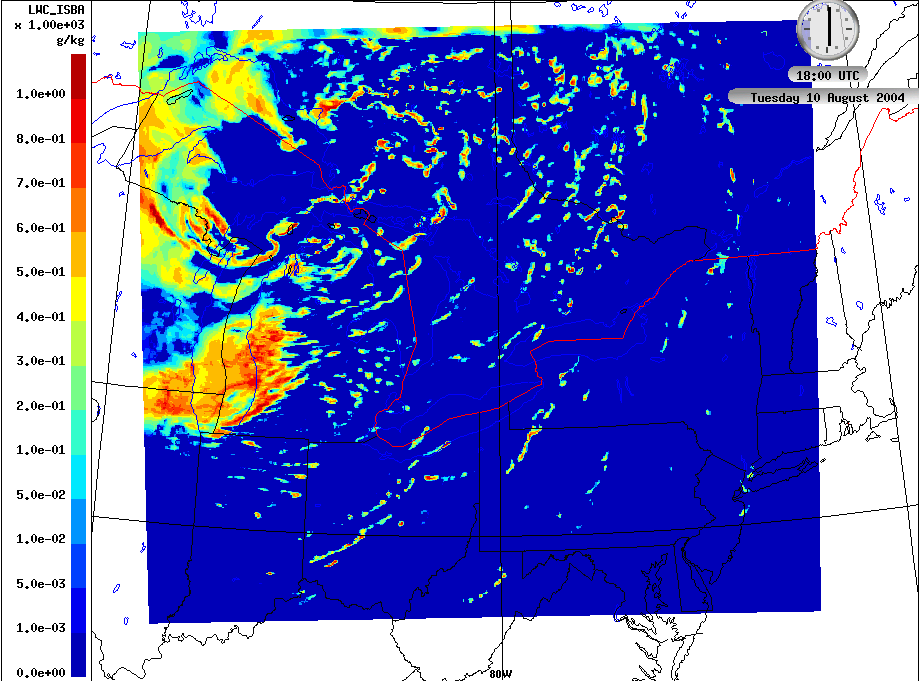 LWC_ISBA
x 1.00e+03
g/kg
1.0e+00
8.0e-01
7.0e-01
6.0e-01
5.0e-01
4.0e-01
3.0e-01
2.0e-01
1.0e-01
5.0e-02
1.0e-02
5.0e-03
1.0e-03
0.0e+00
18:00 UTC
Tuesday 10 August 2004
80W